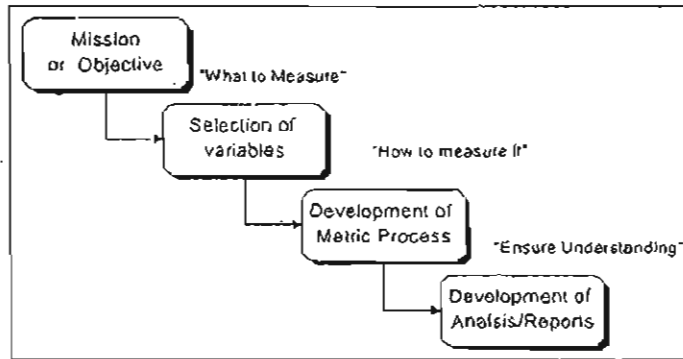 Mission
or Objective
"What to Measure"
Selection of
variables
"How to measure it"
Development of
Metric Process
"Ensure Understanding"
Development of
Analsis/Reports